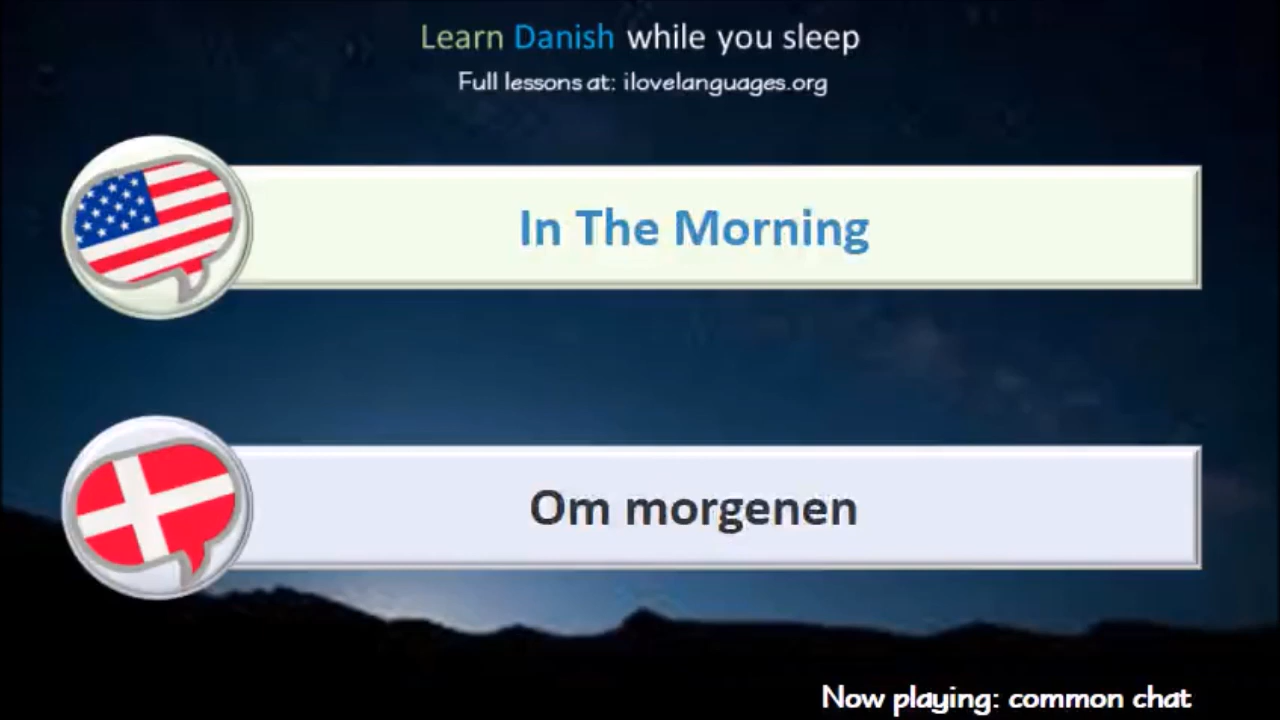 Learn Danish while you sleep
Full lessons at: ilovelanguages.org
In The Morning
Om morgenen
Now playing: common chat